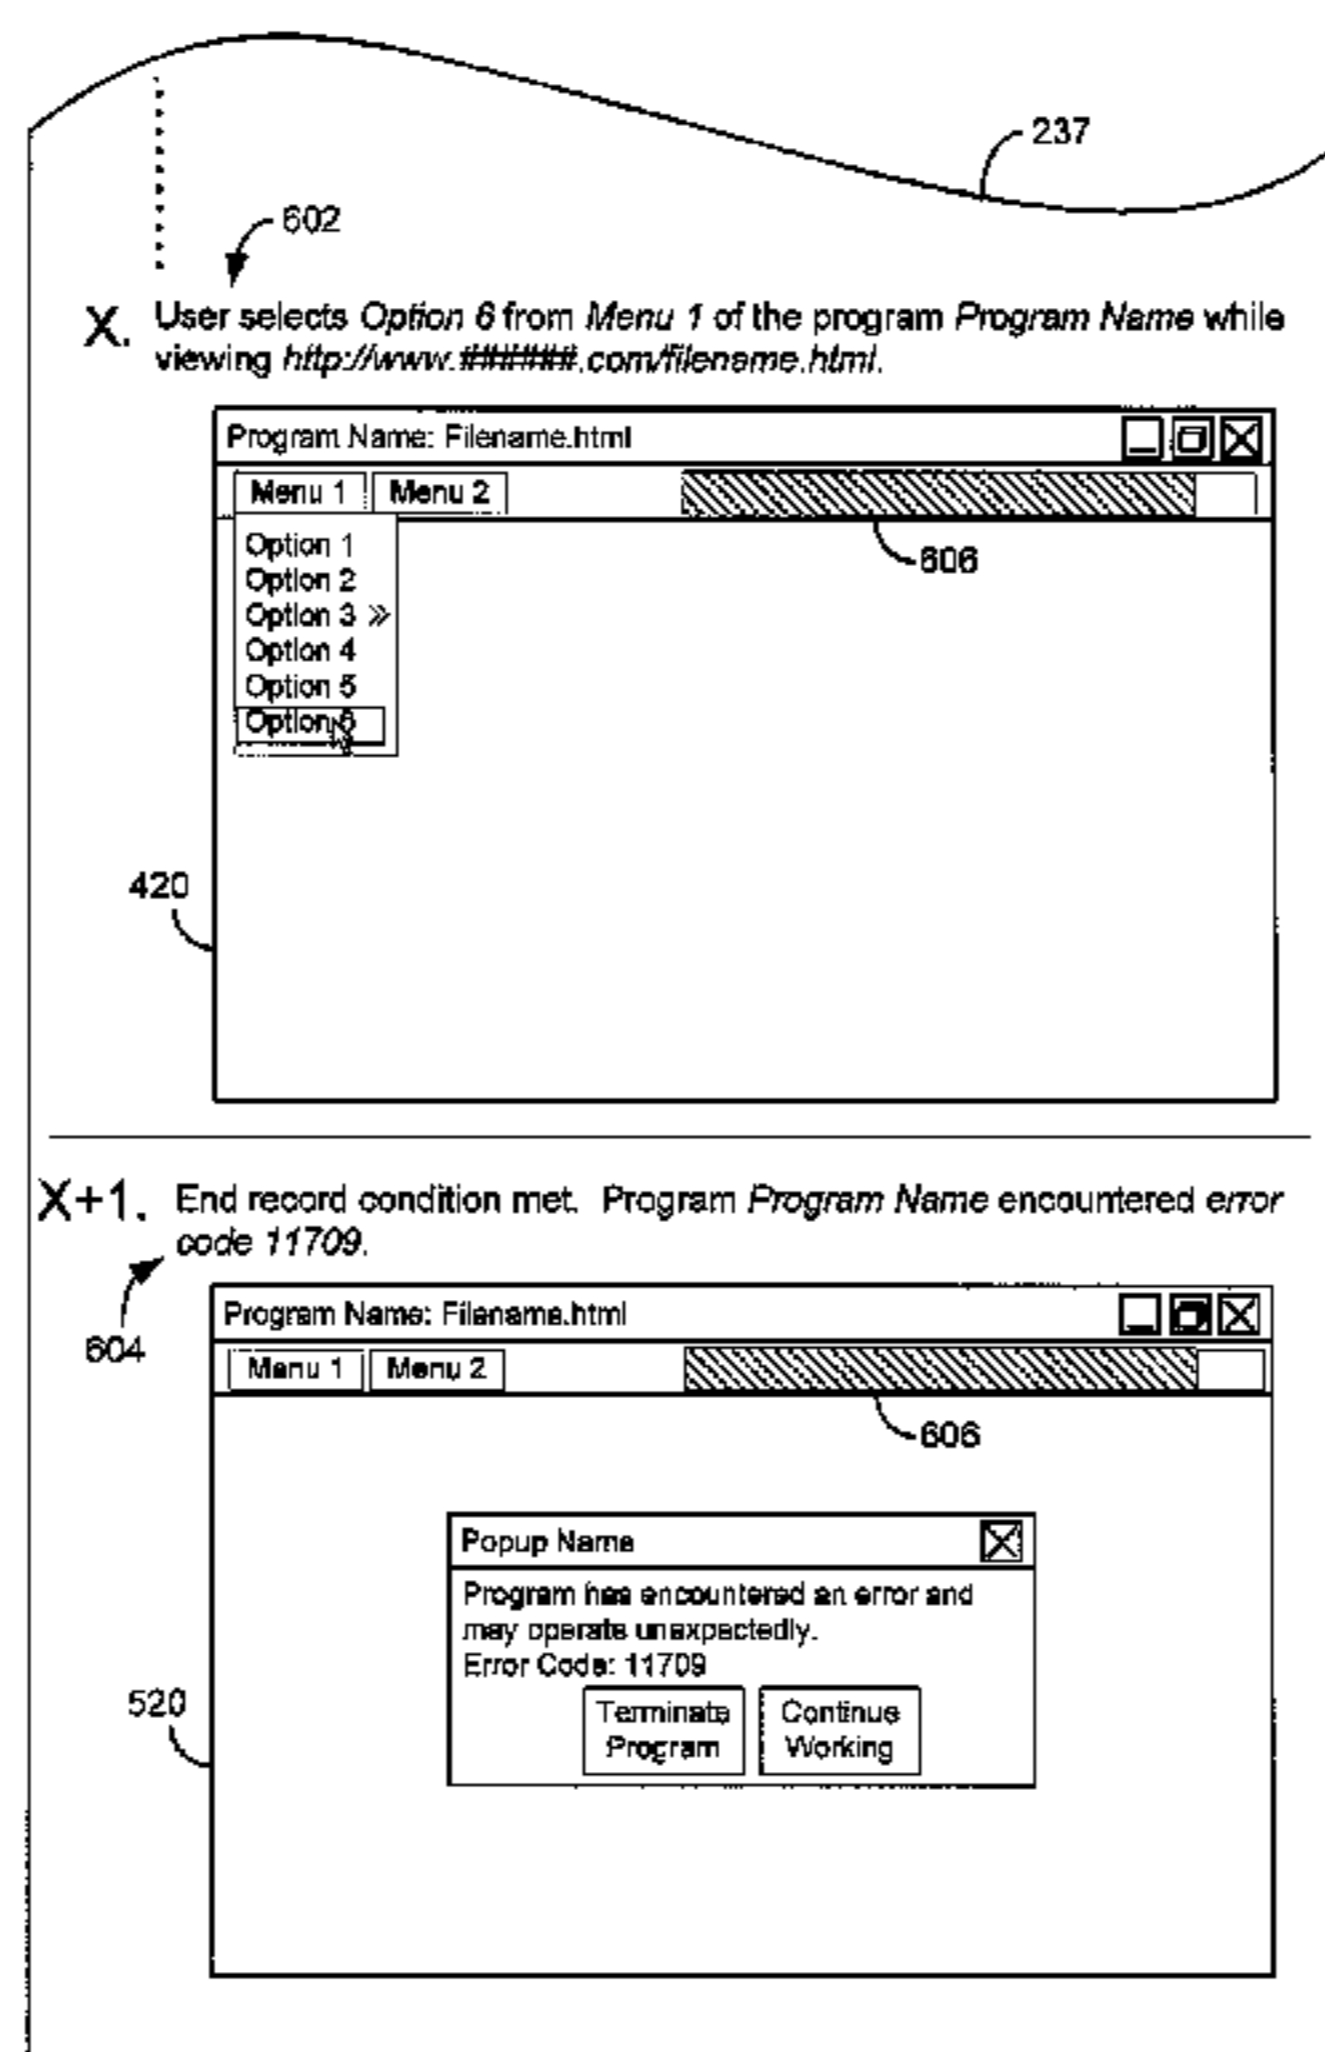 237
602
X. User selects Option 6 from Menu 1 of the program Program Name while
viewing http://www.######.com/filename.html.
Program Name: Filename.html
Menu 1 Menu 2
606
Option 1
Option 2
Option 3 »
Option 4
Option 5
Option 6
420
X+1. End record condition met. Program Program Name encountered error
code 11709.
604
Program Name: Filename.html
Menu 1 Menu 2
606
Popup Name
Program has encountered an error and
may operate unexpectedly.
Error Code: 11709
Terminate
Program
Continue
Working
520